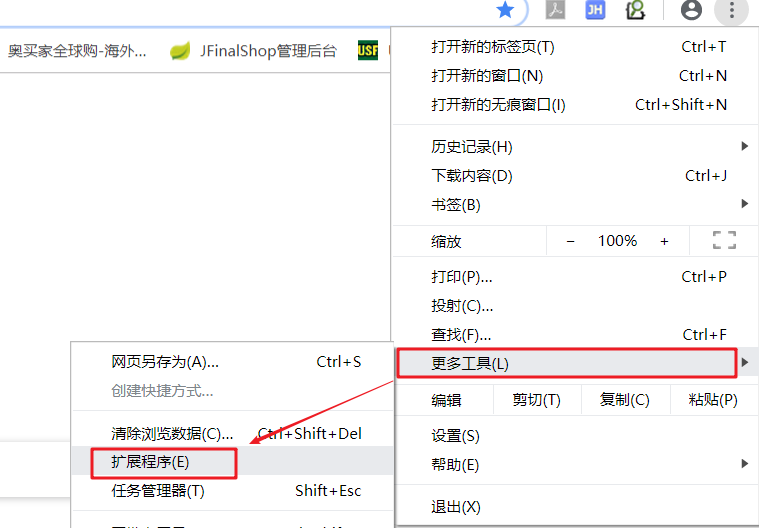 JH
奥买家全球购-海外...
JFinalShop管理后台
USF
打开新的标签页(T) Ctrl+T
打开新的窗口(N) Ctrl+N
打开新的无痕窗口(I) Ctrl+Shift+N
历史记录(H)
下载内容(D) Ctrl+J
书签(B)
缩放 − 100% +
打印(P)... Ctrl+P
投射(C)...
查找(F)... Ctrl+F
更多工具(L)
编辑 剪切(T) 复制(C) 粘贴(P)
设置(S)
帮助(E)
退出(X)
网页另存为(A)... Ctrl+S
创建快捷方式...
清除浏览数据(C)... Ctrl+Shift+Del
扩展程序(E)
任务管理器(T) Shift+Esc